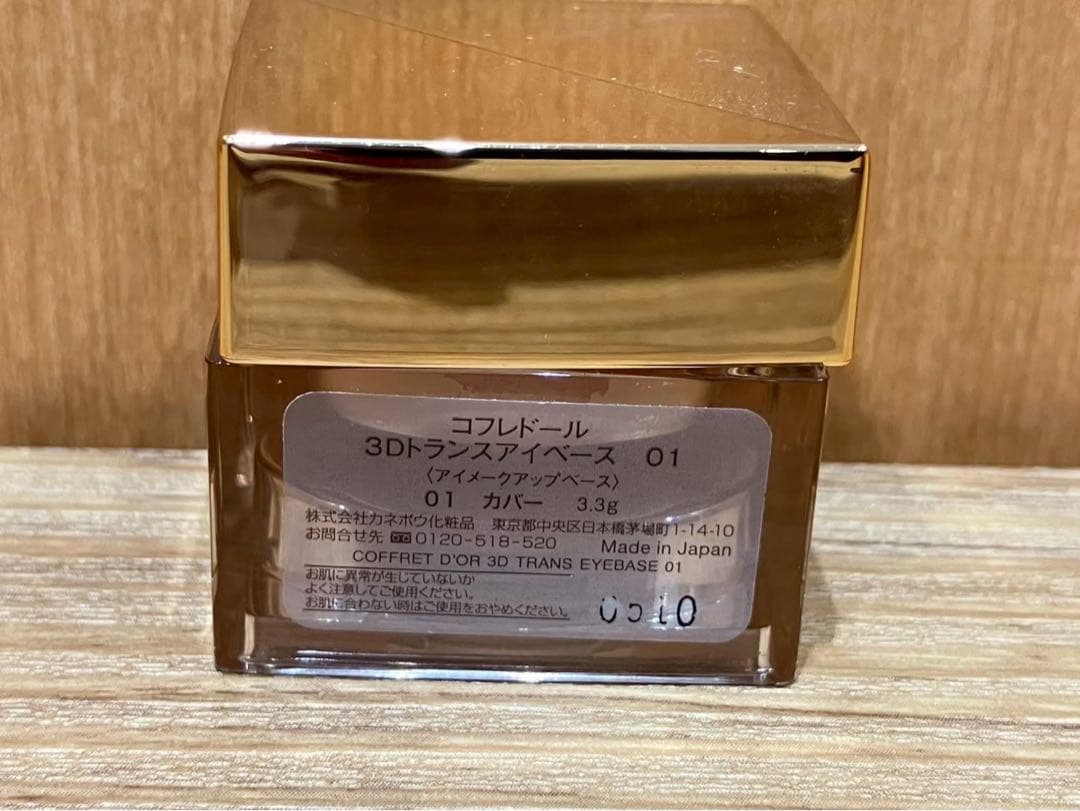 コフレドール
3Dトランスアイベース 01
〈アイメークアップベース〉
01 カバー 3.3g
株式会社カネボウ化粧品 東京都中央区日本橋茅場町1-14-10
お問合せ先 0120-518-520 Made in Japan
COFFRET D'OR 3D TRANS EYEBASE 01
お肌に異常が生じていないか
よく注意してご使用ください。
お肌に合わない時はご使用をおやめください。